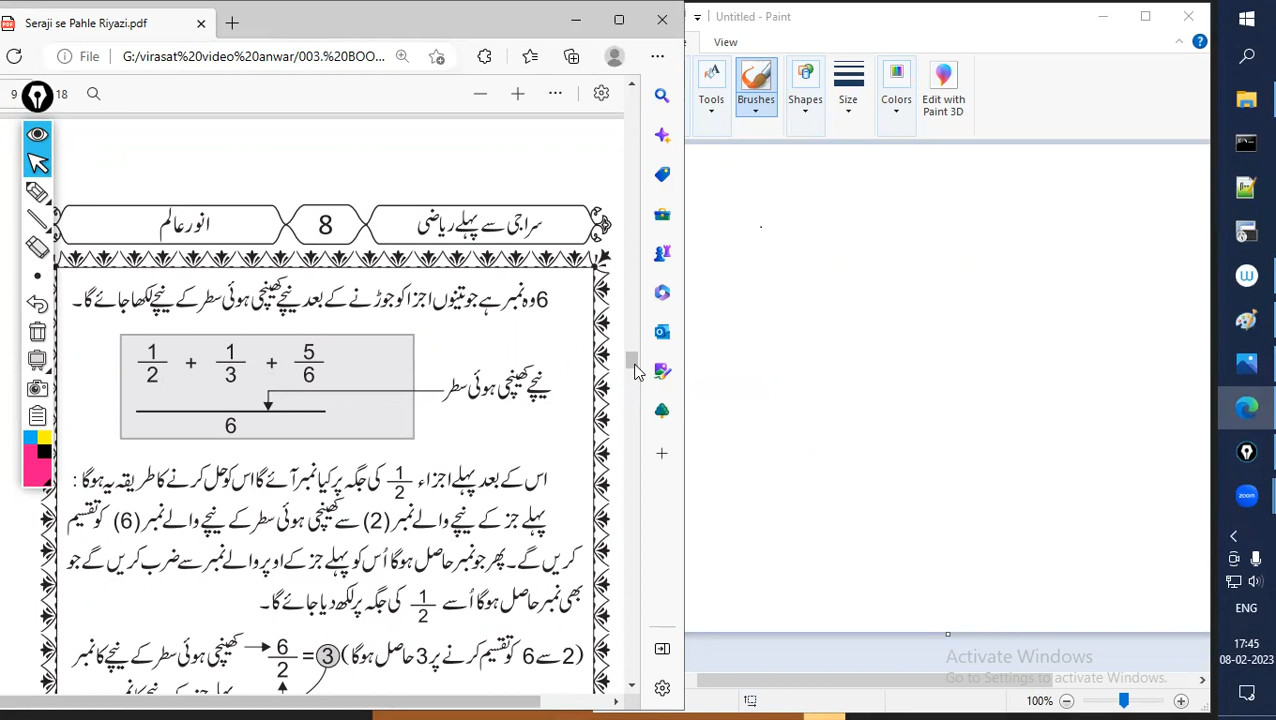 Seraji se Pahle Riyazi.pdf
Untitled - Paint
File
G:/virasat%20video%20anwar/003.%20BOO...
View
9
18
Tools
Brushes
Shapes
Size
Colors
Edit with
Paint 3D
سراجی سے پہلے ریاضی
8
انور عالم
6 وہ نمبر ہے جو تینوں اجزا کو جوڑنے کے بعد نیچے کھینچی ہوئی سطر کے نیچے لکھا جائے گا۔
1/2 + 1/3 + 5/6
نیچے کھینچی ہوئی سطر
6
اس کے بعد پہلے اجزاء 1/2 کی جگہ پر کیا نمبر آئے گا اس کو حل کرنے کا طریقہ یہ ہوگا :
پہلے جز کے نیچے والے نمبر (2) سے کھینچی ہوئی سطر کے نیچے والے نمبر (6) کو تقسیم
کریں گے۔ پھر جو نمبر حاصل ہوگا اُس کو پہلے جز کے اوپر والے نمبر سے ضرب کریں گے جو
بھی نمبر حاصل ہوگا اُسے 1/2 کی جگہ پر لکھ دیا جائے گا۔
(2 سے 6 کو تقسیم کرنے پر 3 حاصل ہوگا) 3 = 6/2 کھینچی ہوئی سطر کے نیچے کا نمبر
Activate Windows
Go to Settings to activate Windows.
100%
zoom
ENG
17:45
08-02-2023